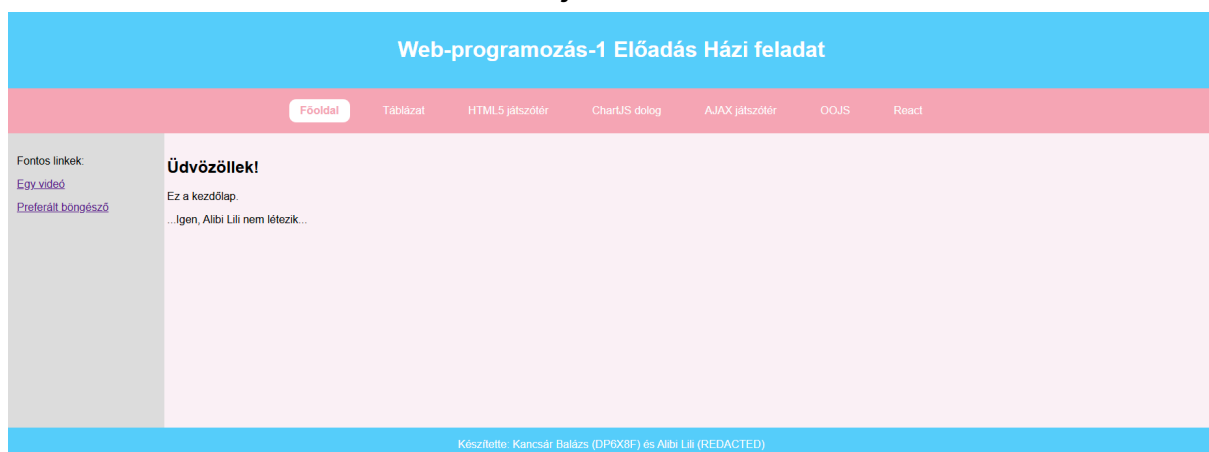 Web-programozás-1 Előadás Házi feladat
Főoldal Táblázat HTML5 játszótér ChartJS dolog AJAX játszótér OOJS React
Fontos linkek:
Egy videó
Preferált böngésző
Üdvözöllek!
Ez a kezdőlap.
...Igen, Alibi Lili nem létezik...
Készítette: Kancsár Balázs (DP6X8F) és Alibi Lili (REDACTED)